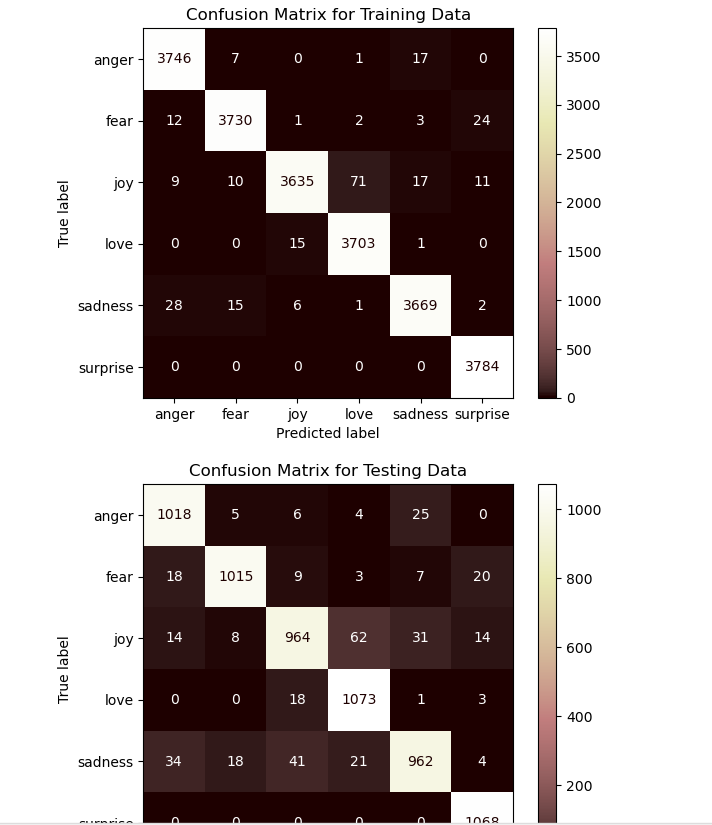 Confusion Matrix for Training Data
3500
anger 3746 7 0 1 17 0
3000
fear 12 3730 1 2 3 24
2500
joy 9 10 3635 71 17 11
2000
True label
love 0 0 15 3703 1 0
1500
1000
sadness 28 15 6 1 3669 2
500
surprise 0 0 0 0 0 3784
0
anger fear joy love sadness surprise
Predicted label
Confusion Matrix for Testing Data
anger 1018 5 6 4 25 0
1000
fear 18 1015 9 3 7 20
800
joy 14 8 964 62 31 14
600
True label
love 0 0 18 1073 1 3
400
sadness 34 18 41 21 962 4
200
surprise 0 0 0 0 0 1068